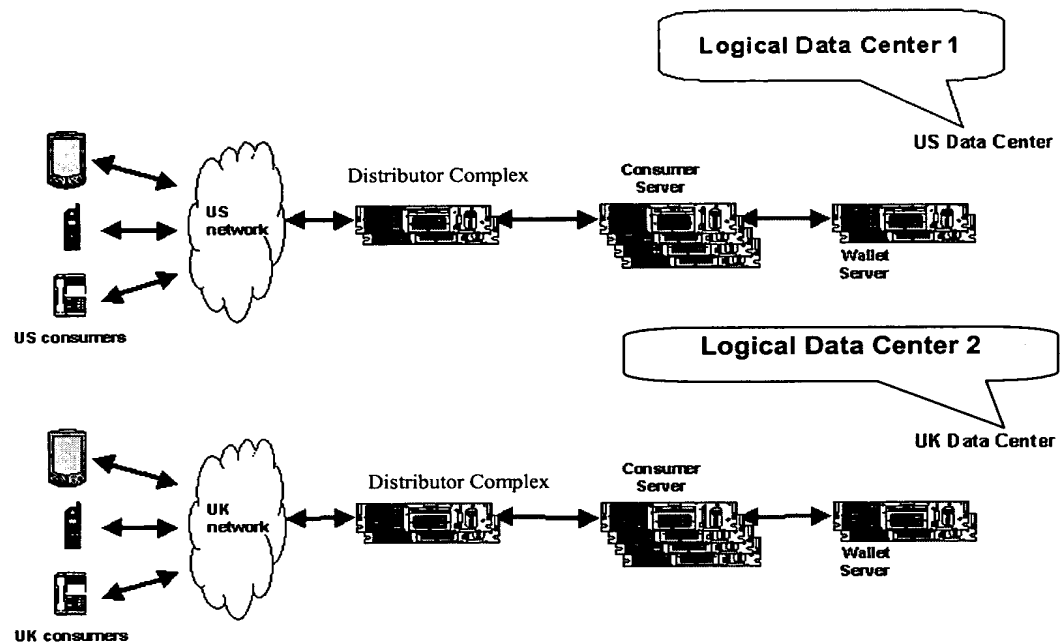 Logical Data Center 1
US Data Center
Consumer
Server
Distributor Complex
US
network
Wallet
Server
US consumers
Logical Data Center 2
UK Data Center
Consumer
Server
Distributor Complex
UK
network
Wallet
Server
UK consumers